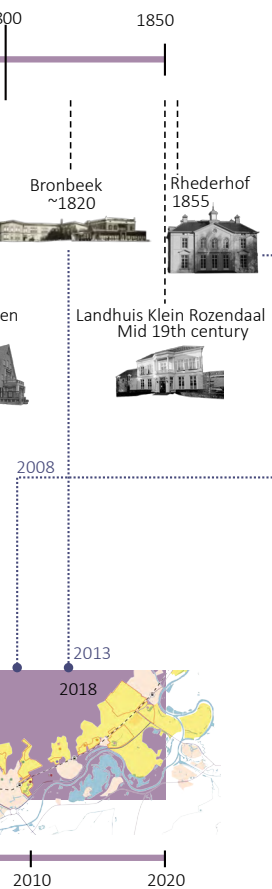 1850
Bronbeek
~1820
Rhederhof
1855
Landhuis Klein Rozendaal
Mid 19th century
2008
2013
2018
2010
2020